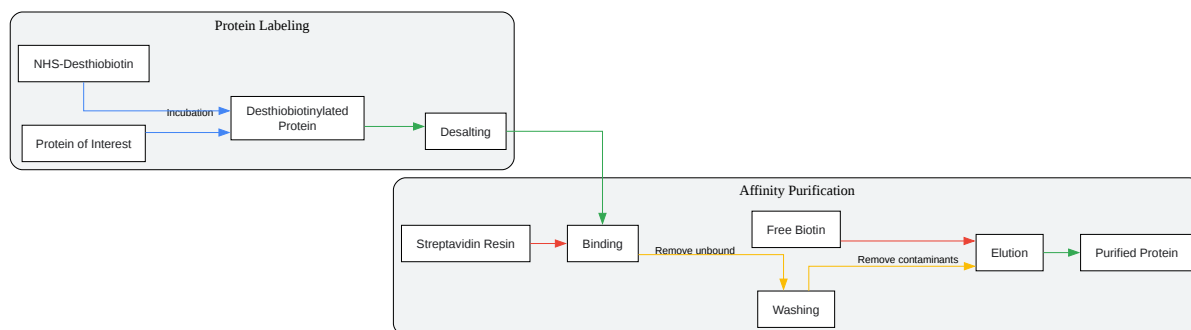 Protein Labeling
NHS-Desthiobiotin
Incubation
Desthiobiotinylated
Protein
Protein of Interest
Desalting
Affinity Purification
Streptavidin Resin
Binding
Remove unbound
Free Biotin
Washing
Remove contaminants
Elution
Purified Protein